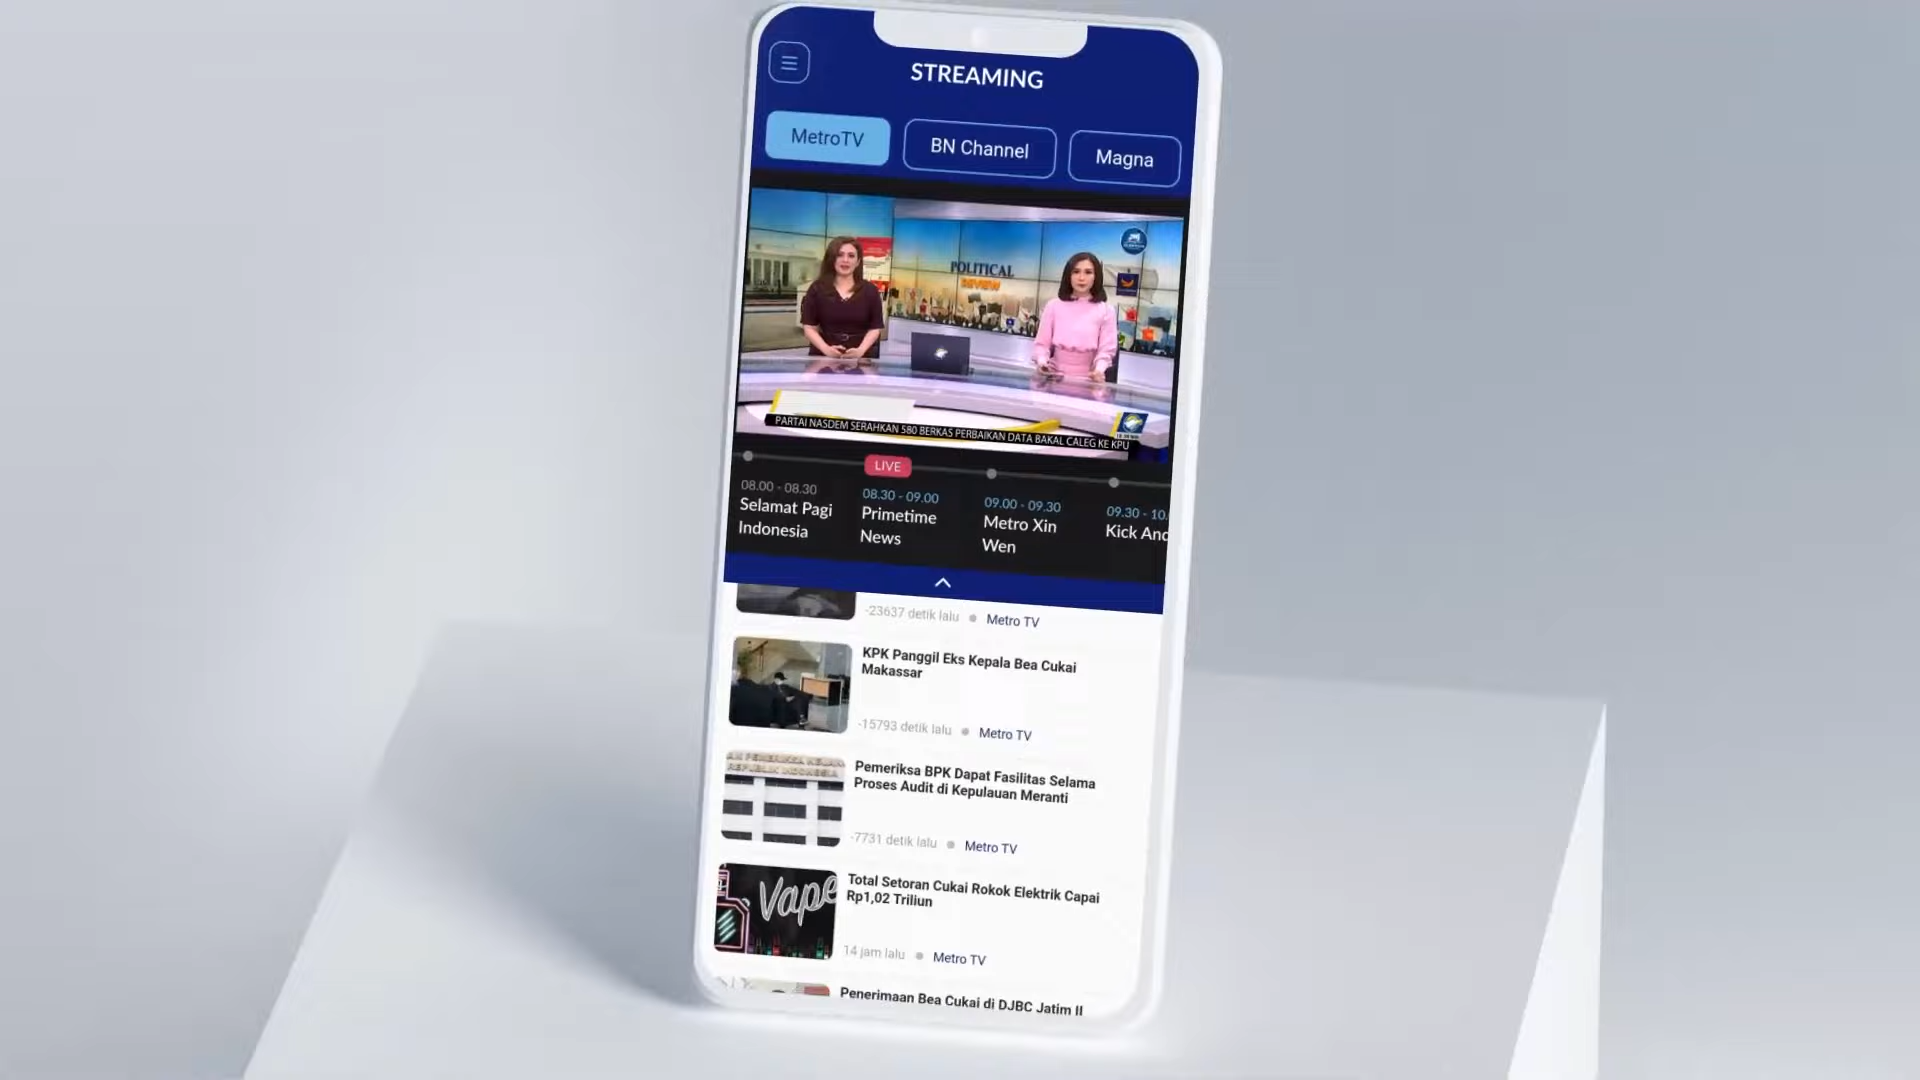 STREAMING
MetroTV
BN Channel
Magna
POLITICAL
REVIEW
PARTAI NASDEM SERAHKAN 580 BERKAS PERBAIKAN DATA BAKAL CALEG KE KPU
LIVE
08.00 - 08.30
Selamat Pagi
Indonesia
08.30 - 09.00
Primetime
News
09.00 - 09.30
Metro Xin
Wen
09.30 - 10.
Kick And
-23637 detik lalu
Metro TV
KPK Panggil Eks Kepala Bea Cukai
Makassar
-15793 detik lalu
Metro TV
REPUBLIK INDONESIA
Pemeriksa BPK Dapat Fasilitas Selama
Proses Audit di Kepulauan Meranti
-7731 detik lalu
Metro TV
Vape
Total Setoran Cukai Rokok Elektrik Capai
Rp1,02 Triliun
14 jam lalu
Metro TV
Penerimaan Bea Cukai di DJBC Jatim II